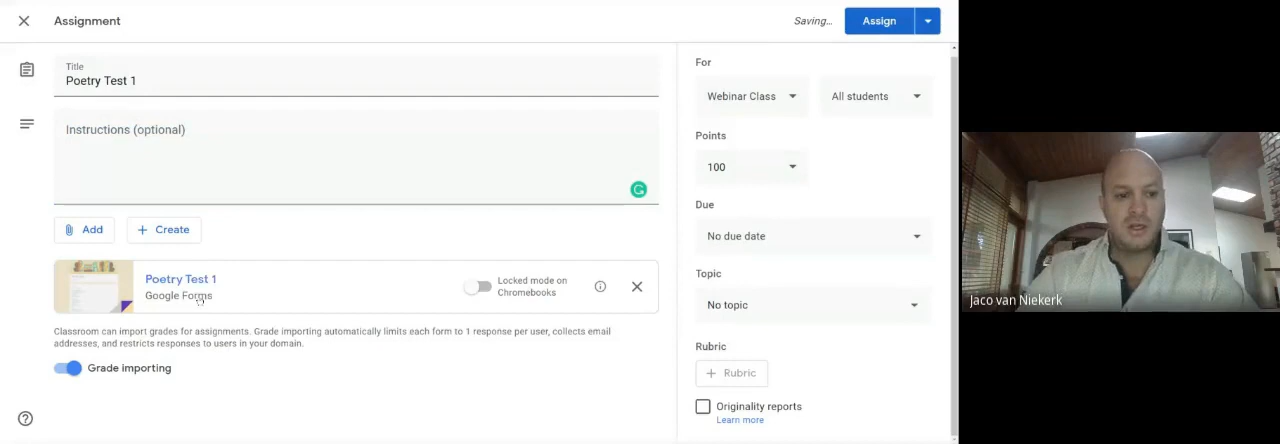 Assignment
Saving...
Assign
Title
Poetry Test 1
Instructions (optional)
Add
Create
Poetry Test 1
Google Forms
Locked mode on
Chromebooks
Classroom can import grades for assignments. Grade importing automatically limits each form to 1 response per user, collects email
addresses, and restricts responses to users in your domain.
Grade importing
For
Webinar Class
All students
Points
100
Due
No due date
Topic
No topic
Rubric
+ Rubric
Originality reports
Learn more
Jaco van Niekerk